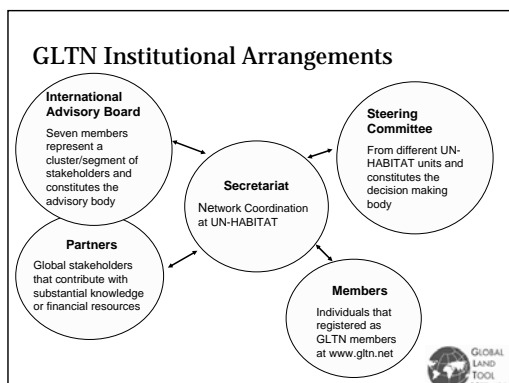 GLTN Institutional Arrangements
International
Advisory Board
Seven members
represent a
cluster/segment of
stakeholders and
constitutes the
advisory body
Steering
Committee
From different UN-
HABITAT units and
constitutes the
decision making
body
Secretariat
Network Coordination
at UN-HABITAT
Partners
Global stakeholders
that contribute with
substantial knowledge
or financial resources
Members
Individuals that
registered as
GLTN members
at www.gltn.net
GLOBAL
LAND
TOOL